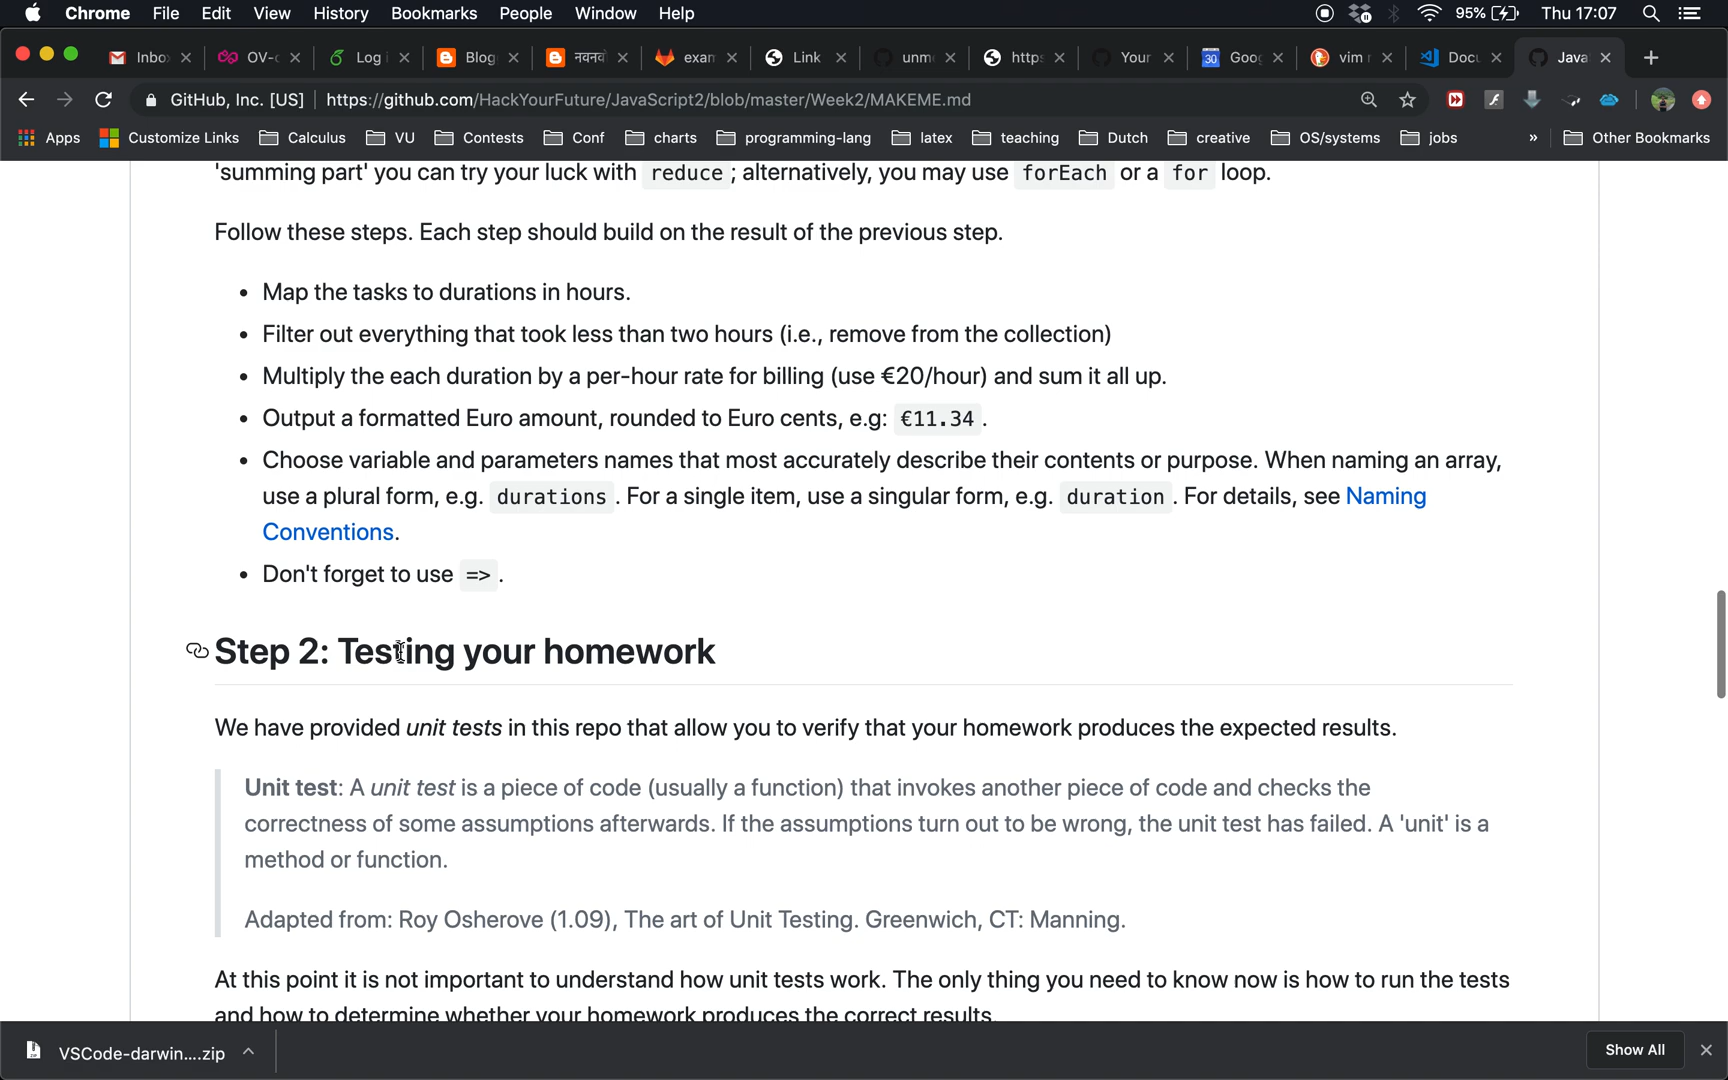 Chrome File Edit View History Bookmarks People Window Help 95% Thu 17:07
Inbo OV-c Log i Blog नवनव exam Link unme https Your 30 Goo vim r Docu Java
GitHub, Inc. [US] https://github.com/HackYourFuture/JavaScript2/blob/master/Week2/MAKEME.md
Apps Customize Links Calculus VU Contests Conf charts programming-lang latex teaching Dutch creative OS/systems jobs » Other Bookmarks
'summing part' you can try your luck with reduce ; alternatively, you may use forEach or a for loop.
Follow these steps. Each step should build on the result of the previous step.
• Map the tasks to durations in hours.
• Filter out everything that took less than two hours (i.e., remove from the collection)
• Multiply the each duration by a per-hour rate for billing (use €20/hour) and sum it all up.
• Output a formatted Euro amount, rounded to Euro cents, e.g: €11.34 .
• Choose variable and parameters names that most accurately describe their contents or purpose. When naming an array,
use a plural form, e.g. durations . For a single item, use a singular form, e.g. duration . For details, see Naming
Conventions.
• Don't forget to use => .
Step 2: Testing your homework
We have provided unit tests in this repo that allow you to verify that your homework produces the expected results.
Unit test: A unit test is a piece of code (usually a function) that invokes another piece of code and checks the
correctness of some assumptions afterwards. If the assumptions turn out to be wrong, the unit test has failed. A 'unit' is a
method or function.
Adapted from: Roy Osherove (1.09), The art of Unit Testing. Greenwich, CT: Manning.
At this point it is not important to understand how unit tests work. The only thing you need to know now is how to run the tests
and how to determine whether your homework produces the correct results.
VSCode-darwin....zip Show All